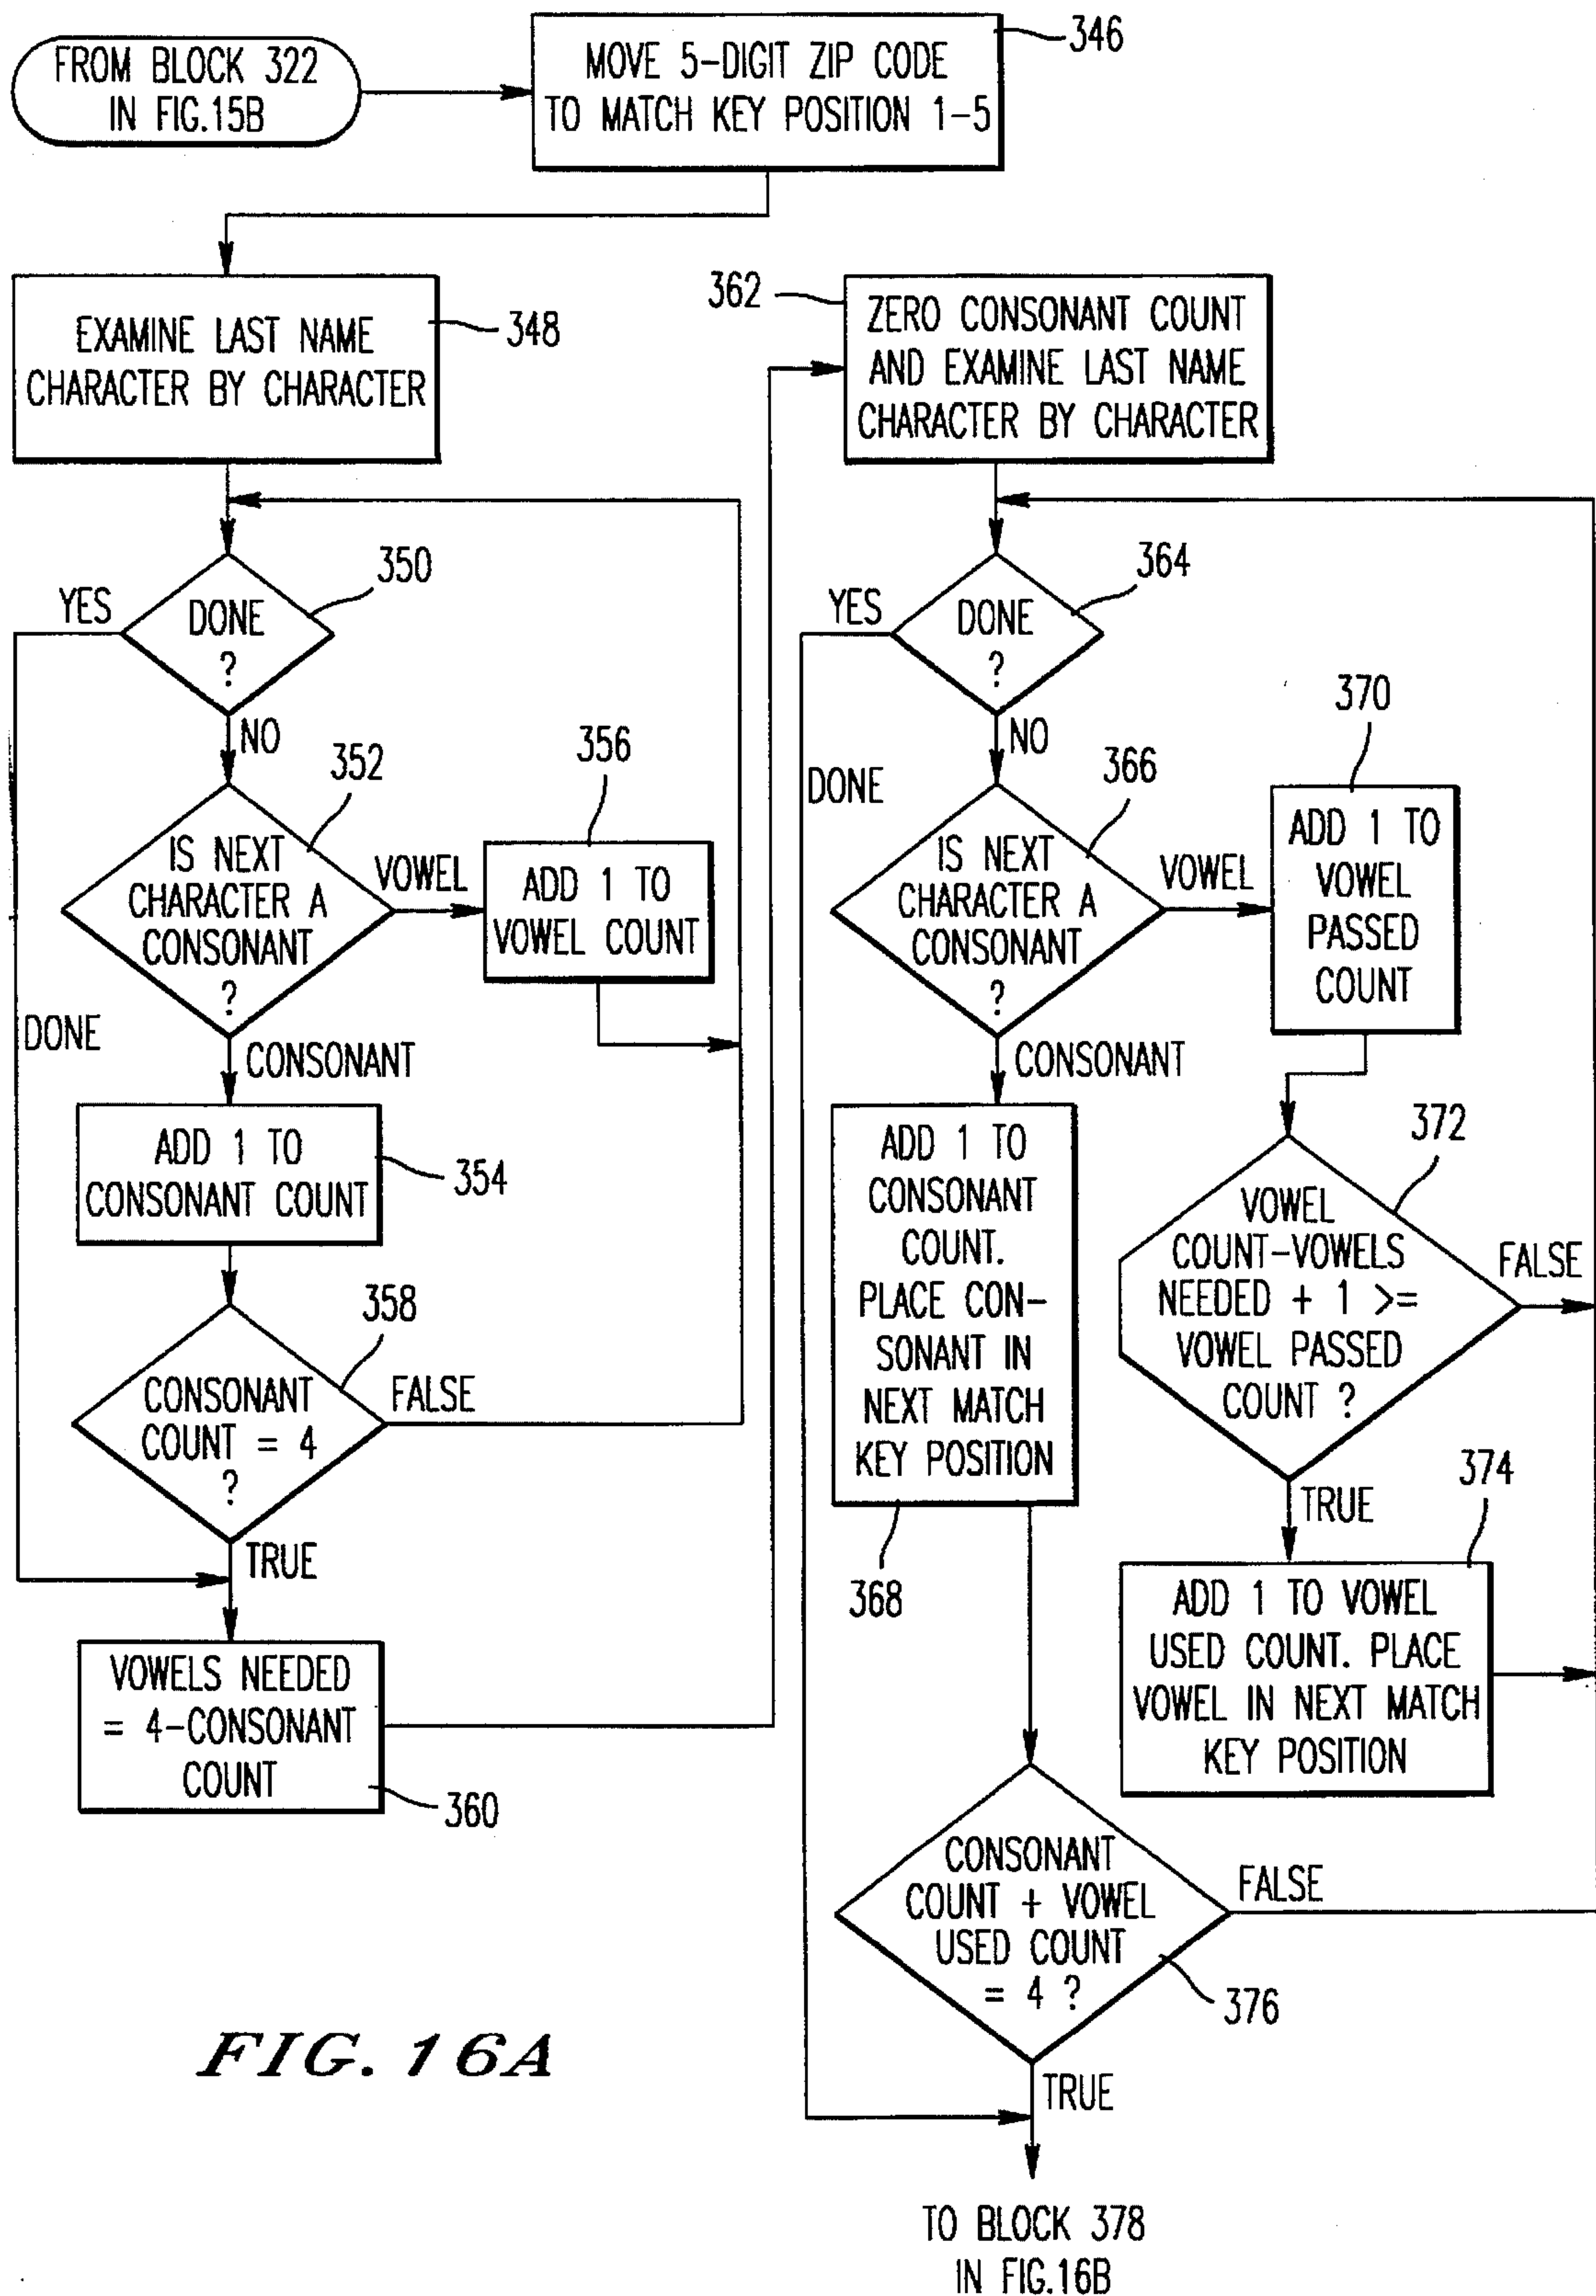 FROM BLOCK 322
IN FIG.15B
MOVE 5-DIGIT ZIP CODE
TO MATCH KEY POSITION 1-5
346
EXAMINE LAST NAME
CHARACTER BY CHARACTER
348
DONE
?
350
YES
NO
DONE
IS NEXT
CHARACTER A
CONSONANT
?
352
VOWEL
356
ADD 1 TO
VOWEL COUNT
CONSONANT
ADD 1 TO
CONSONANT COUNT
354
CONSONANT
COUNT = 4
?
358
FALSE
TRUE
VOWELS NEEDED
= 4-CONSONANT
COUNT
360
362
ZERO CONSONANT COUNT
AND EXAMINE LAST NAME
CHARACTER BY CHARACTER
DONE
?
364
YES
NO
DONE
IS NEXT
CHARACTER A
CONSONANT
?
366
VOWEL
370
ADD 1 TO
VOWEL
PASSED
COUNT
CONSONANT
ADD 1 TO
CONSONANT
COUNT.
PLACE CON-
SONANT IN
NEXT MATCH
KEY POSITION
368
VOWEL
COUNT-VOWELS
NEEDED + 1 >=
VOWEL PASSED
COUNT ?
372
FALSE
TRUE
374
ADD 1 TO VOWEL
USED COUNT. PLACE
VOWEL IN NEXT MATCH
KEY POSITION
CONSONANT
COUNT + VOWEL
USED COUNT
= 4 ?
376
FALSE
TRUE
TO BLOCK 378
IN FIG.16B
FIG. 16A